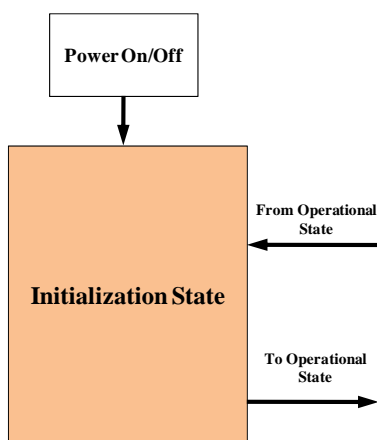 Power On/Off
From Operational
State
Initialization State
To Operational
State